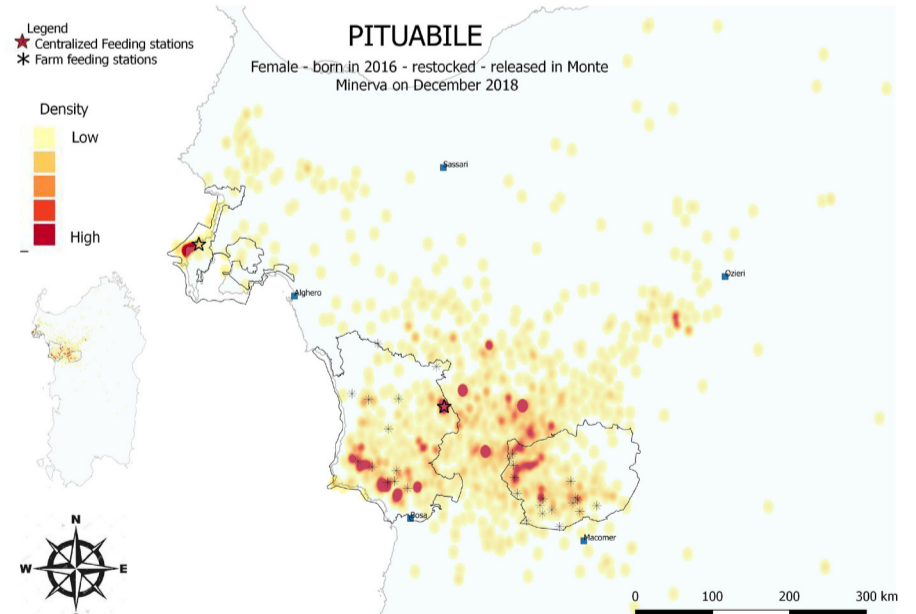 Legend
Centralized Feeding stations
Farm feeding stations
PITUABILE
Female - born in 2016 - restocked - released in Monte
Minerva on December 2018
Density
Low
High
Sassari
Ozieri
Alghero
Bosa
Macomer
N
W
E
S
0 100 200 300 km